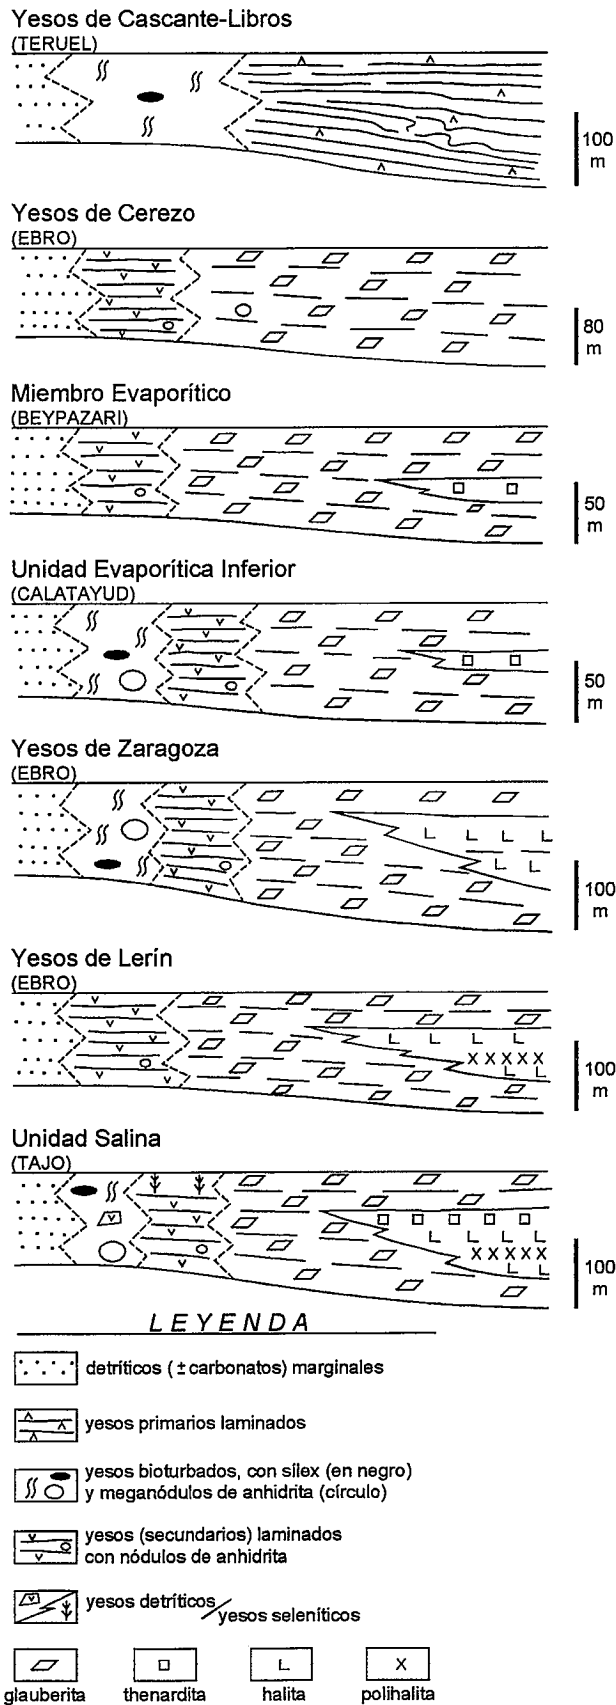 Yesos de Cascante-Libros
(TERUEL)
100
m
Yesos de Cerezo
(EBRO)
80
m
Miembro Evaporítico
(BEYPAZARI)
50
m
Unidad Evaporítica Inferior
(CALATAYUD)
50
m
Yesos de Zaragoza
(EBRO)
100
m
Yesos de Lerín
(EBRO)
100
m
Unidad Salina
(TAJO)
100
m
LEYENDA
detríticos (±carbonatos) marginales
yesos primarios laminados
yesos bioturbados, con sílex (en negro)
y meganódulos de anhidrita (círculo)
yesos (secundarios) laminados
con nódulos de anhidrita
yesos detríticos/yesos seleníticos
glauberita thenardita halita polihalita